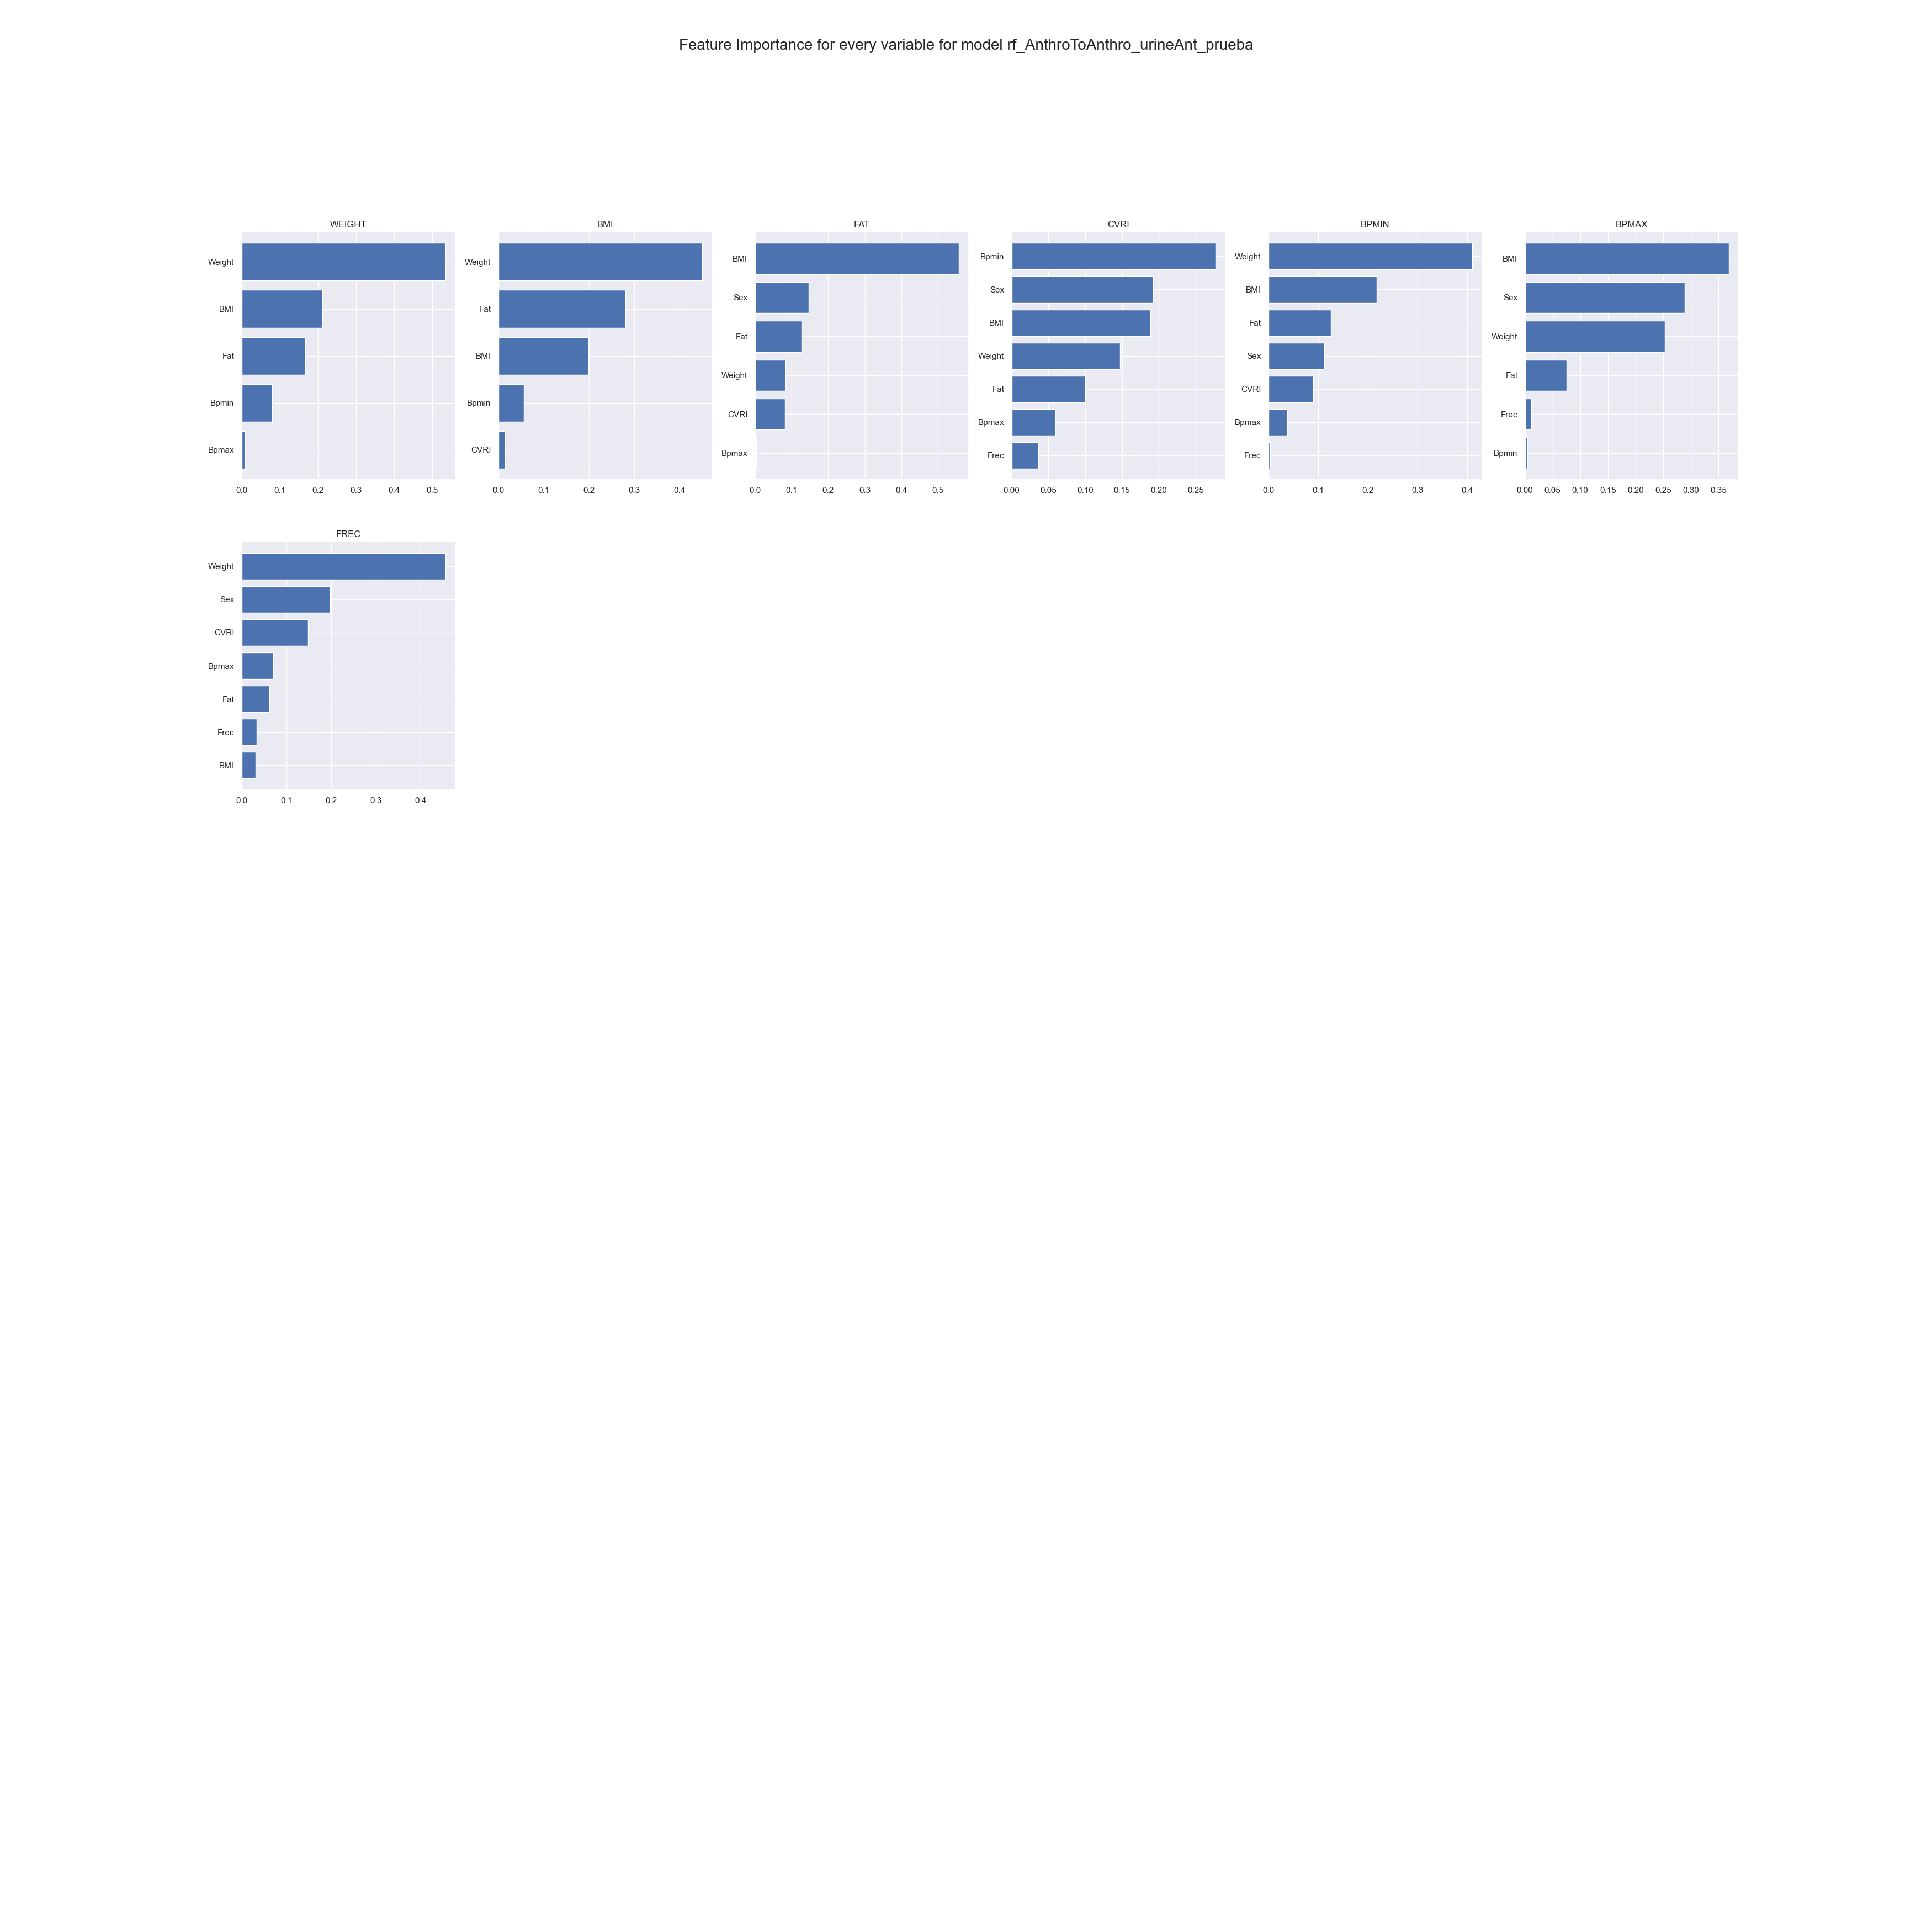 Feature Importance for every variable for model rf_AnthroToAnthro_urineAnt_prueba
WEIGHT
Weight
BMI
Fat
Bpmin
Bpmax
0.0 0.1 0.2 0.3 0.4 0.5
BMI
Weight
Fat
BMI
Bpmin
CVRI
0.0 0.1 0.2 0.3 0.4
FAT
BMI
Sex
Fat
Weight
CVRI
Bpmax
0.0 0.1 0.2 0.3 0.4 0.5
CVRI
Bpmin
Sex
BMI
Weight
Fat
Bpmax
Frec
0.00 0.05 0.10 0.15 0.20 0.25
BPMIN
Weight
BMI
Fat
Sex
CVRI
Bpmax
Frec
0.0 0.1 0.2 0.3 0.4
BPMAX
BMI
Sex
Weight
Fat
Frec
Bpmin
0.00 0.05 0.10 0.15 0.20 0.25 0.30 0.35
FREC
Weight
Sex
CVRI
Bpmax
Fat
Frec
BMI
0.0 0.1 0.2 0.3 0.4